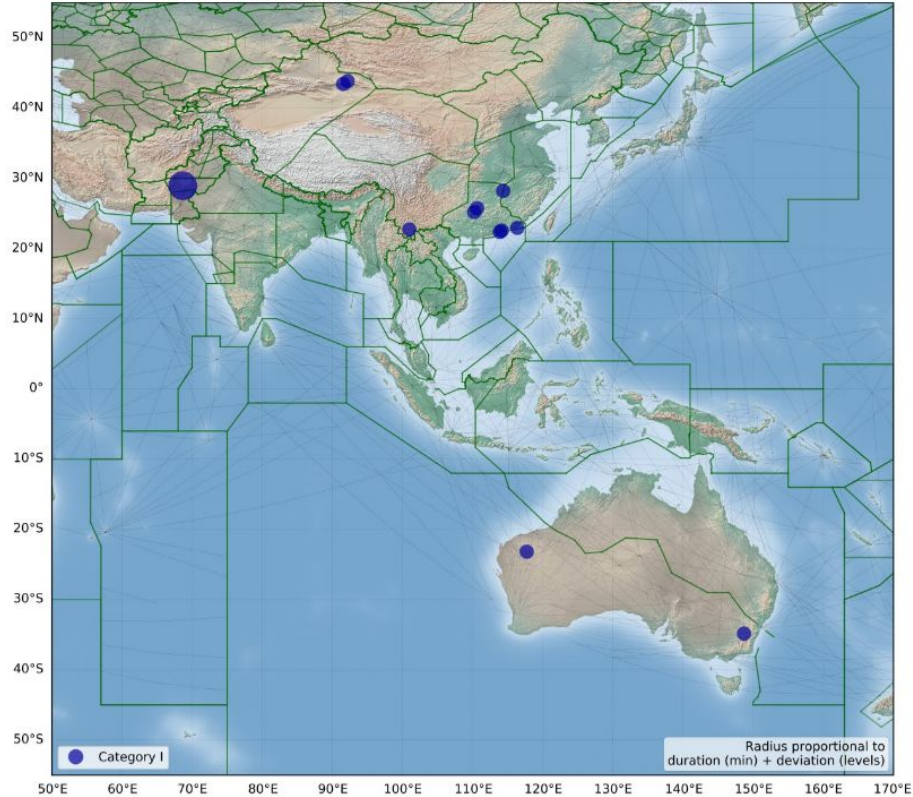 50°N
40°N
30°N
20°N
10°N
0°
10°S
20°S
30°S
40°S
50°S
Category I
Radius proportional to
duration (min) + deviation (levels)
50°E 60°E 70°E 80°E 90°E 100°E 110°E 120°E 130°E 140°E 150°E 160°E 170°E